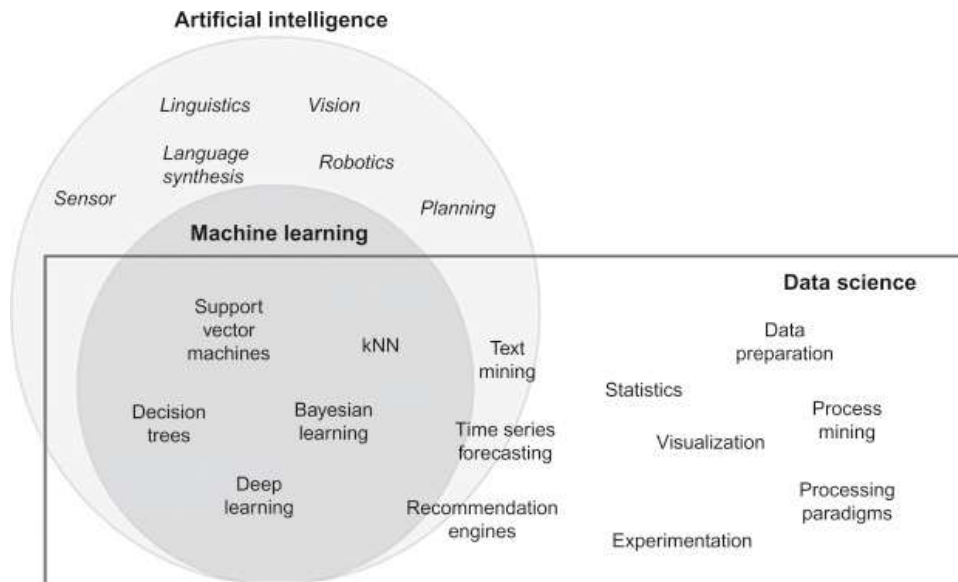 Artificial intelligence
Linguistics
Vision
Language
synthesis
Robotics
Sensor
Planning
Machine learning
Data science
Support
vector
machines
kNN
Text
mining
Data
preparation
Statistics
Decision
trees
Bayesian
learning
Time series
forecasting
Visualization
Process
mining
Deep
learning
Recommendation
engines
Processing
paradigms
Experimentation